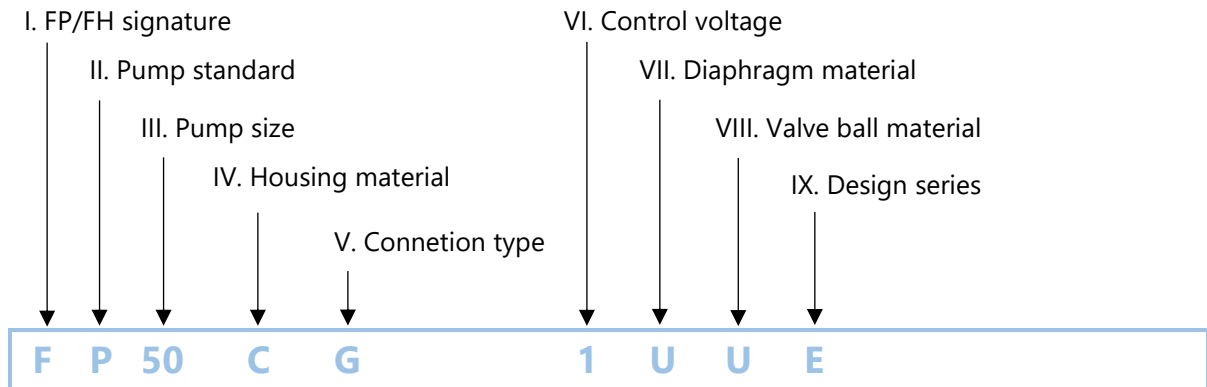 I. FP/FH signature
VI. Control voltage
II. Pump standard
VII. Diaphragm material
III. Pump size
VIII. Valve ball material
IV. Housing material
IX. Design series
V. Connetion type
F P 50 C G 1 U U E